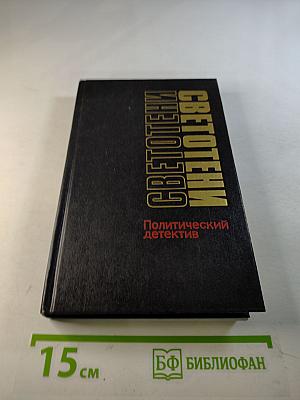 СВЕТОТЕНИ
СВЕТОТЕНИ
Политический
детектив
15 см
БФ БИБЛИОФАН